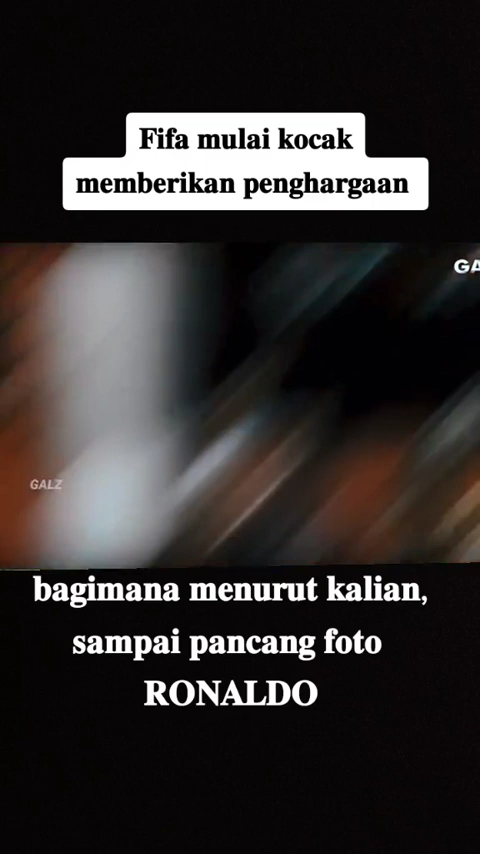 Fifa mulai kocak
memberikan penghargaan
GA
GALZ
bagimana menurut kalian,
sampai pancang foto
RONALDO